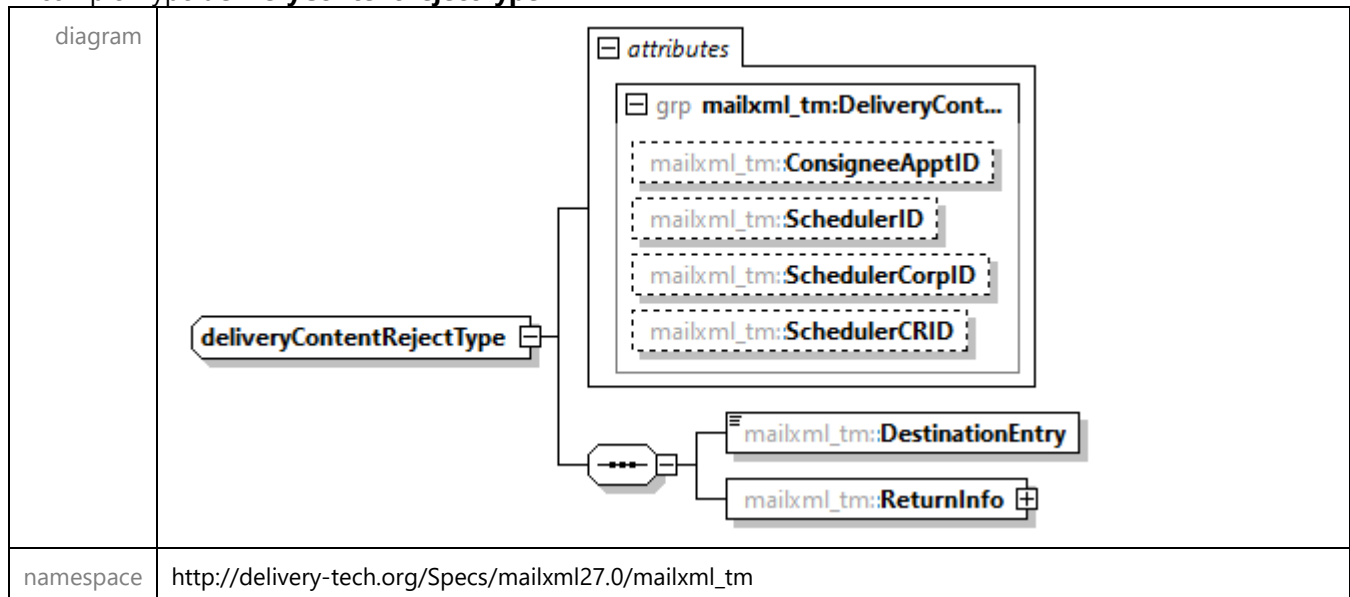 diagram
attributes
grp mailxml_tm:DeliveryCont...
mailxml_tm:ConsigneeApptID
mailxml_tm:SchedulerID
mailxml_tm:SchedulerCorpID
mailxml_tm:SchedulerCRID
deliveryContentRejectType
mailxml_tm:DestinationEntry
mailxml_tm:ReturnInfo
namespace http://delivery-tech.org/Specs/mailxml27.0/mailxml_tm